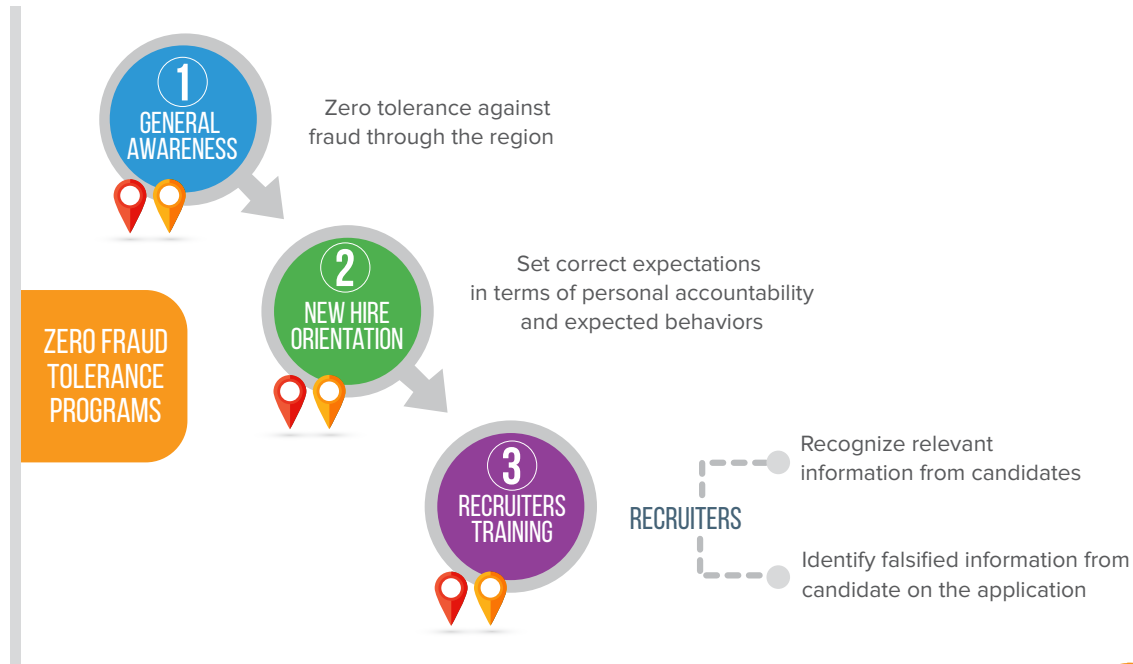 1
GENERAL
AWARENESS
Zero tolerance against
fraud through the region
2
NEW HIRE
ORIENTATION
Set correct expectations
in terms of personal accountability
and expected behaviors
ZERO FRAUD
TOLERANCE
PROGRAMS
3
RECRUITERS
TRAINING
RECRUITERS
Recognize relevant
information from candidates
Identify falsified information from
candidate on the application